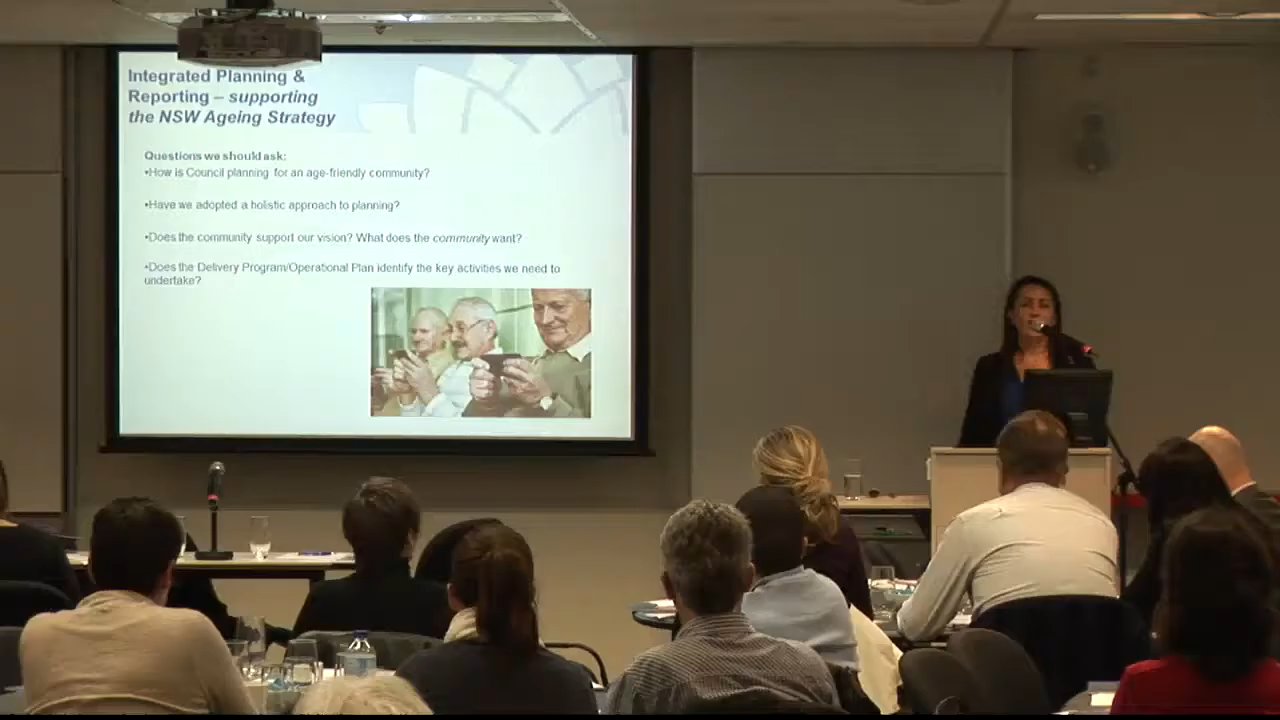 Integrated Planning &
Reporting – supporting
the NSW Ageing Strategy
Questions we should ask:
•How is Council planning for an age-friendly community?
•Have we adopted a holistic approach to planning?
•Does the community support our vision? What does the community want?
•Does the Delivery Program/Operational Plan identify the key activities we need to
undertake?